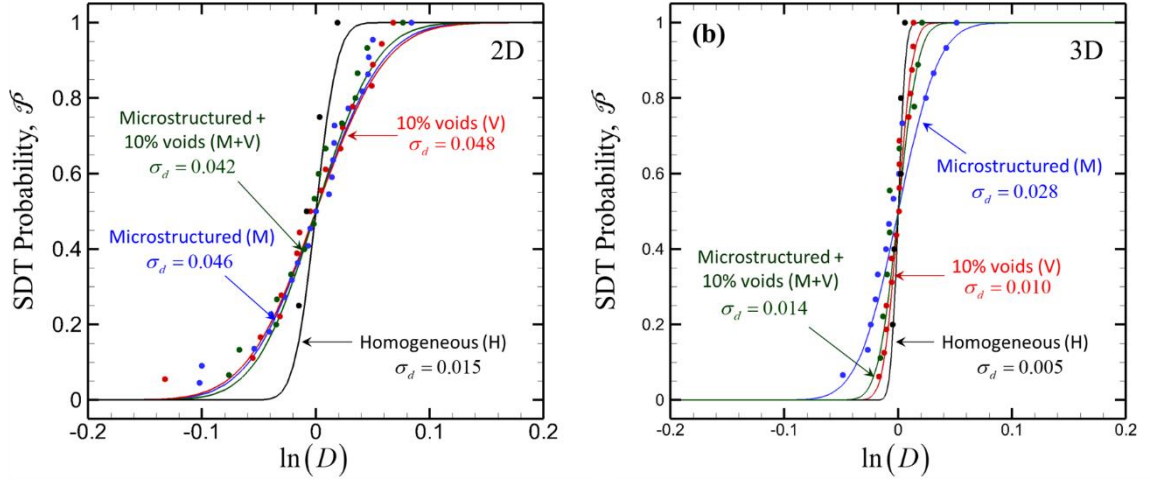 2D
SDT Probability, 𝒫
1
0.8
0.6
0.4
0.2
0
Microstructured +
10% voids (M+V)
σd = 0.042
10% voids (V)
σd = 0.048
Microstructured (M)
σd = 0.046
Homogeneous (H)
σd = 0.015
-0.2 -0.1 0 0.1 0.2
ln(D)
(b)
3D
SDT Probability, 𝒫
1
0.8
0.6
0.4
0.2
0
Microstructured (M)
σd = 0.028
Microstructured +
10% voids (M+V)
σd = 0.014
10% voids (V)
σd = 0.010
Homogeneous (H)
σd = 0.005
-0.2 -0.1 0 0.1 0.2
ln(D)